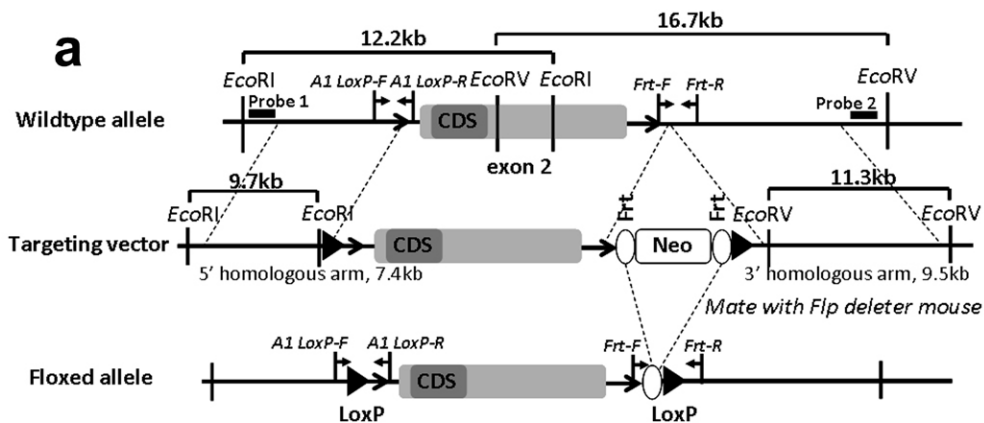 a
16.7kb
12.2kb
EcoRI A1 LoxP-F A1 LoxP-R EcoRV EcoRI Frt-F Frt-R EcoRV
Probe 1 Probe 2
Wildtype allele CDS
exon 2
9.7kb 11.3kb
EcoRI EcoRI Frt Frt EcoRV EcoRV
Targeting vector CDS Neo
5' homologous arm, 7.4kb 3' homologous arm, 9.5kb
Mate with Flp deleter mouse
A1 LoxP-F A1 LoxP-R Frt-F Frt-R
Floxed allele CDS
LoxP LoxP